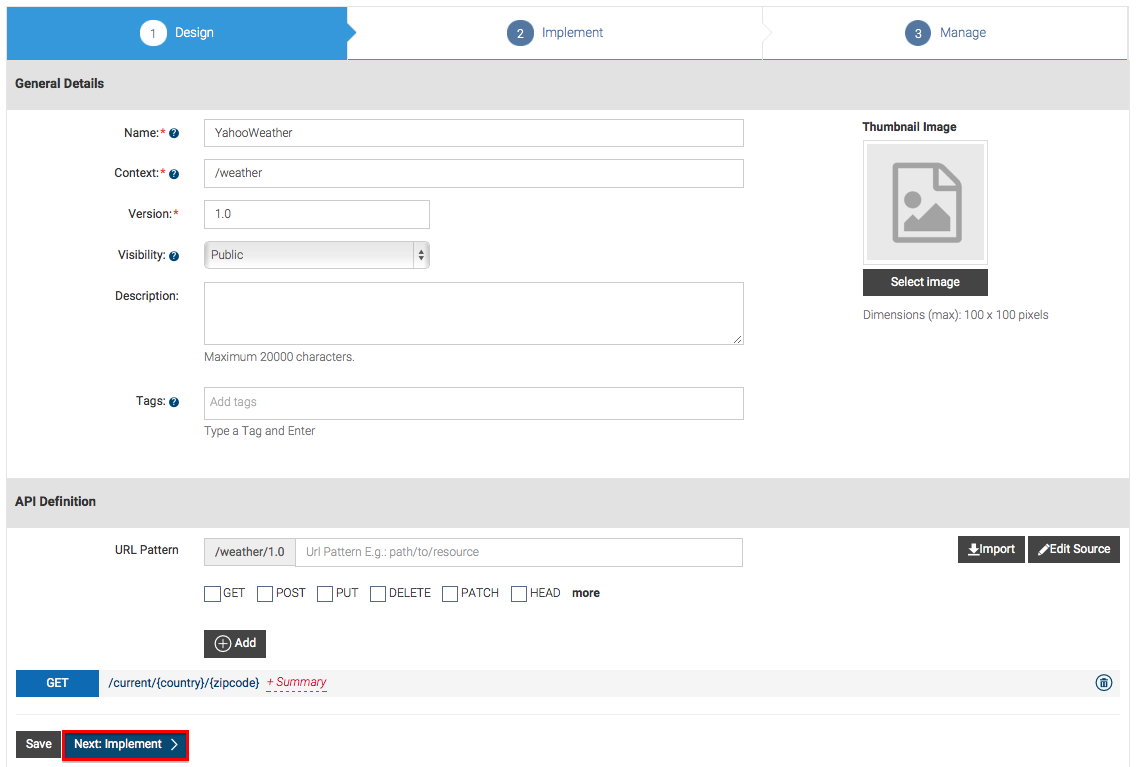 1 Design 2 Implement 3 Manage
General Details
Name:* ? YahooWeather
Thumbnail Image
Context:* ? /weather
Version:* 1.0
Visibility: ? Public
Select image
Description:
Dimensions (max): 100 x 100 pixels
Maximum 20000 characters.
Tags: ? Add tags
Type a Tag and Enter
API Definition
URL Pattern /weather/1.0 Url Pattern E.g.: path/to/resource Import Edit Source
GET POST PUT DELETE PATCH HEAD more
Add
GET /current/{country}/{zipcode} + Summary
Save Next: Implement